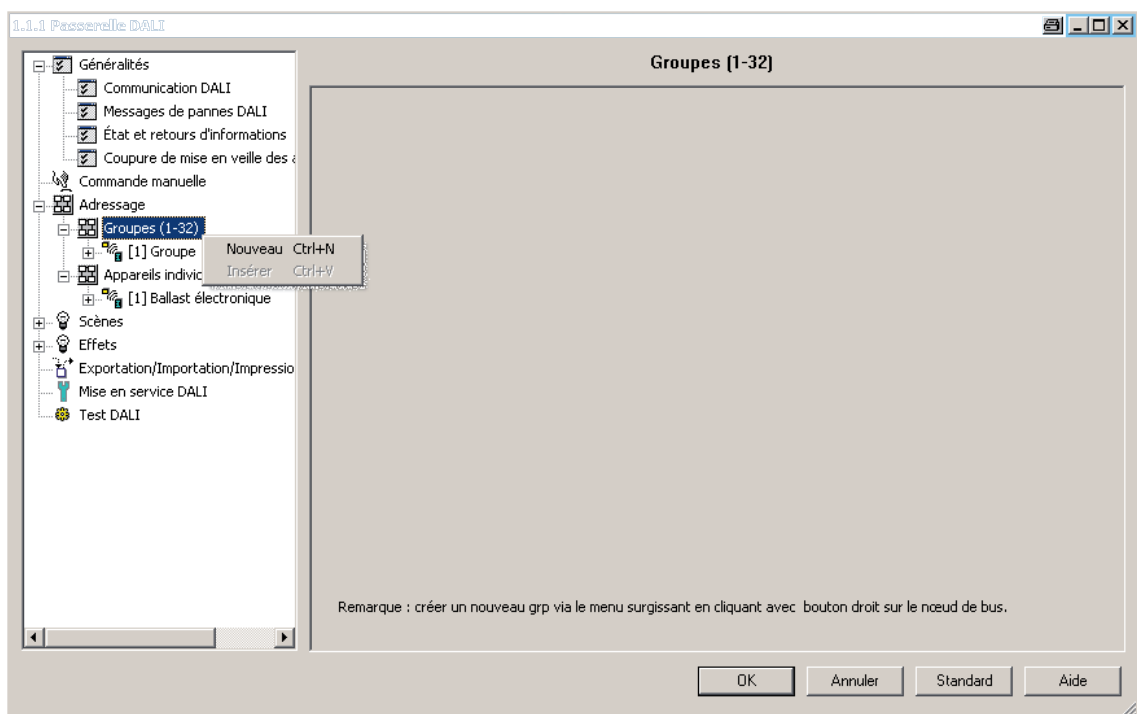 1.1.1 Passerelle DALI
Groupes (1-32)
Généralités
Communication DALI
Messages de pannes DALI
État et retours d'informations
Coupure de mise en veille des
Commande manuelle
Adressage
Groupes (1-32)
[1] Groupe
Nouveau Ctrl+N
Insérer Ctrl+V
Appareils indivic
[1] Ballast électronique
Scènes
Effets
Exportation/Importation/Impressio
Mise en service DALI
Test DALI
Remarque : créer un nouveau grp via le menu surgissant en cliquant avec bouton droit sur le nœud de bus.
OK Annuler Standard Aide